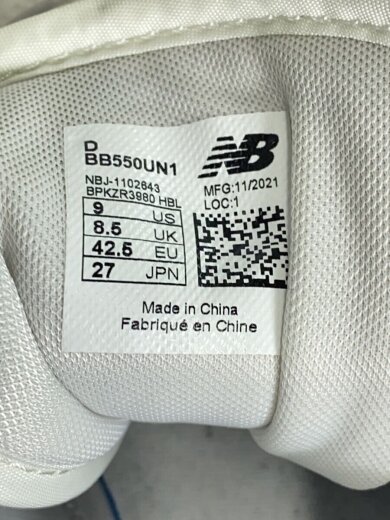 D
BB550UN1
NB
NBJ-1102643
BPKZR3980 HBL
MFG:11/2021
LOC:1
9 US
8.5 UK
42.5 EU
27 JPN
Made in China
Fabriqué en Chine